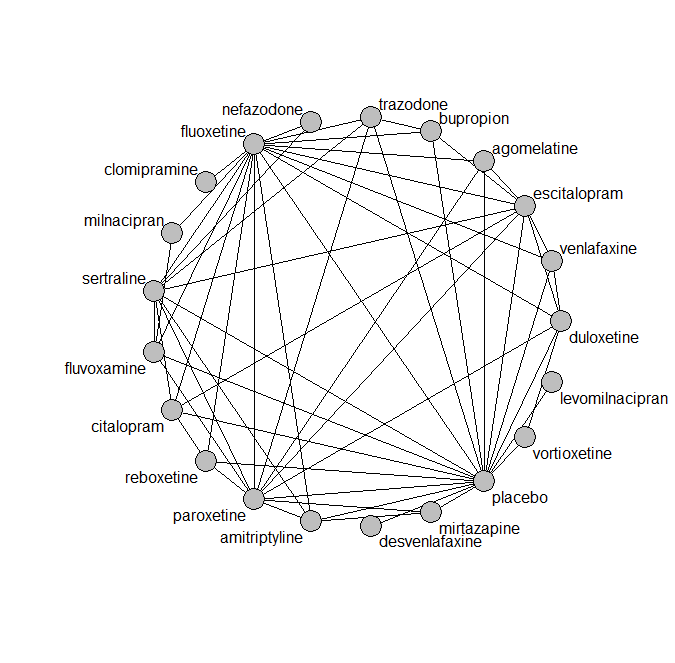 trazodone
nefazodone
bupropion
fluoxetine
agomelatine
clomipramine
escitalopram
milnacipran
venlafaxine
sertraline
duloxetine
fluvoxamine
levomilnacipran
citalopram
vortioxetine
reboxetine
placebo
paroxetine
mirtazapine
amitriptyline
desvenlafaxine